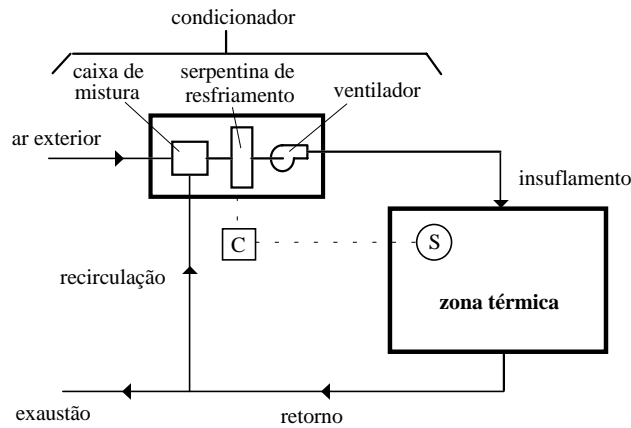 condicionador
caixa de
mistura
serpentina de
resfriamento
ventilador
ar exterior
insuflamento
C
S
recirculação
zona térmica
exaustão
retorno